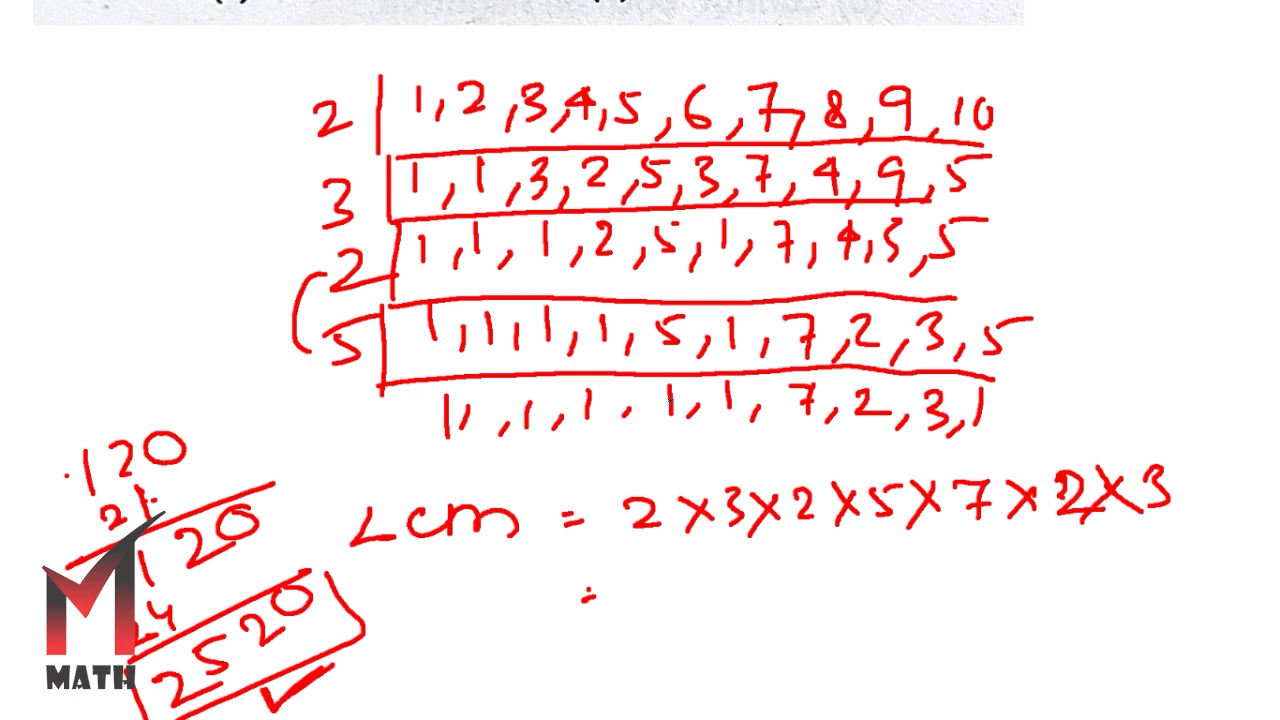 2 | 1, 2, 3, 4, 5, 6, 7, 8, 9, 10
3 | 1, 1, 3, 2, 5, 3, 7, 4, 9, 5
2 | 1, 1, 1, 2, 5, 1, 7, 4, 3, 5
5 | 1, 1, 1, 1, 5, 1, 7, 2, 3, 5
1, 1, 1, 1, 1, 7, 2, 3, 1
Lcm = 2 × 3 × 2 × 5 × 7 × 2 × 3
=
120
21
120
24
2520
MATH